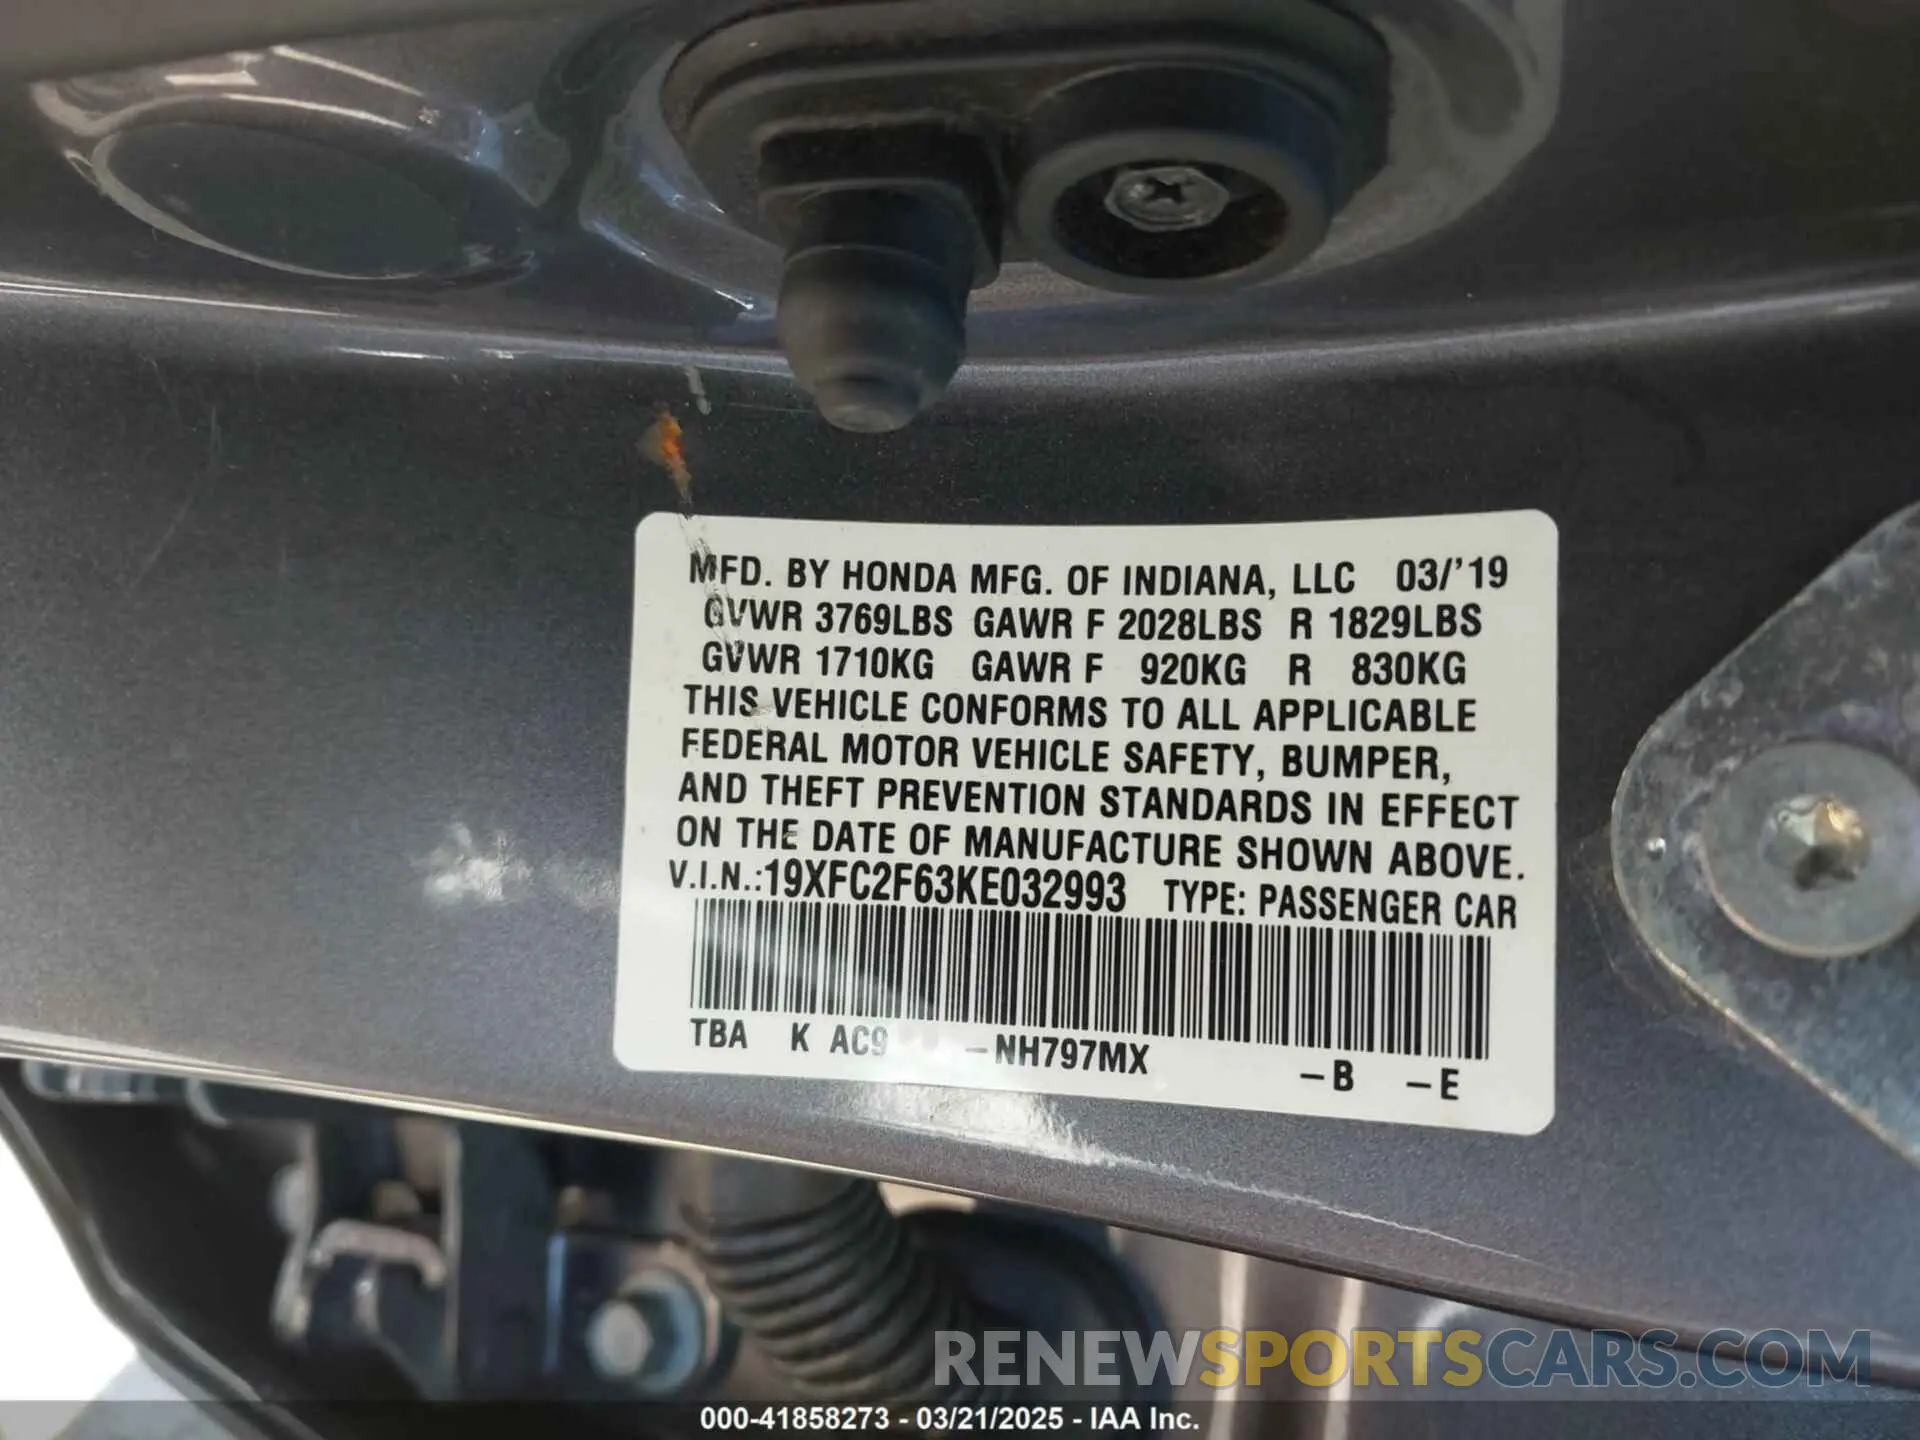 MFD. BY HONDA MFG. OF INDIANA, LLC 03/'19
GVWR 3769LBS GAWR F 2028LBS R 1829LBS
GVWR 1710KG GAWR F 920KG R 830KG
THIS VEHICLE CONFORMS TO ALL APPLICABLE
FEDERAL MOTOR VEHICLE SAFETY, BUMPER,
AND THEFT PREVENTION STANDARDS IN EFFECT
ON THE DATE OF MANUFACTURE SHOWN ABOVE.
V.I.N.:19XFC2F63KE032993 TYPE: PASSENGER CAR
TBA K AC9 -NH797MX -B -E
RENEWSPORTSCARS.COM
000-41858273 - 03/21/2025 - IAA Inc.